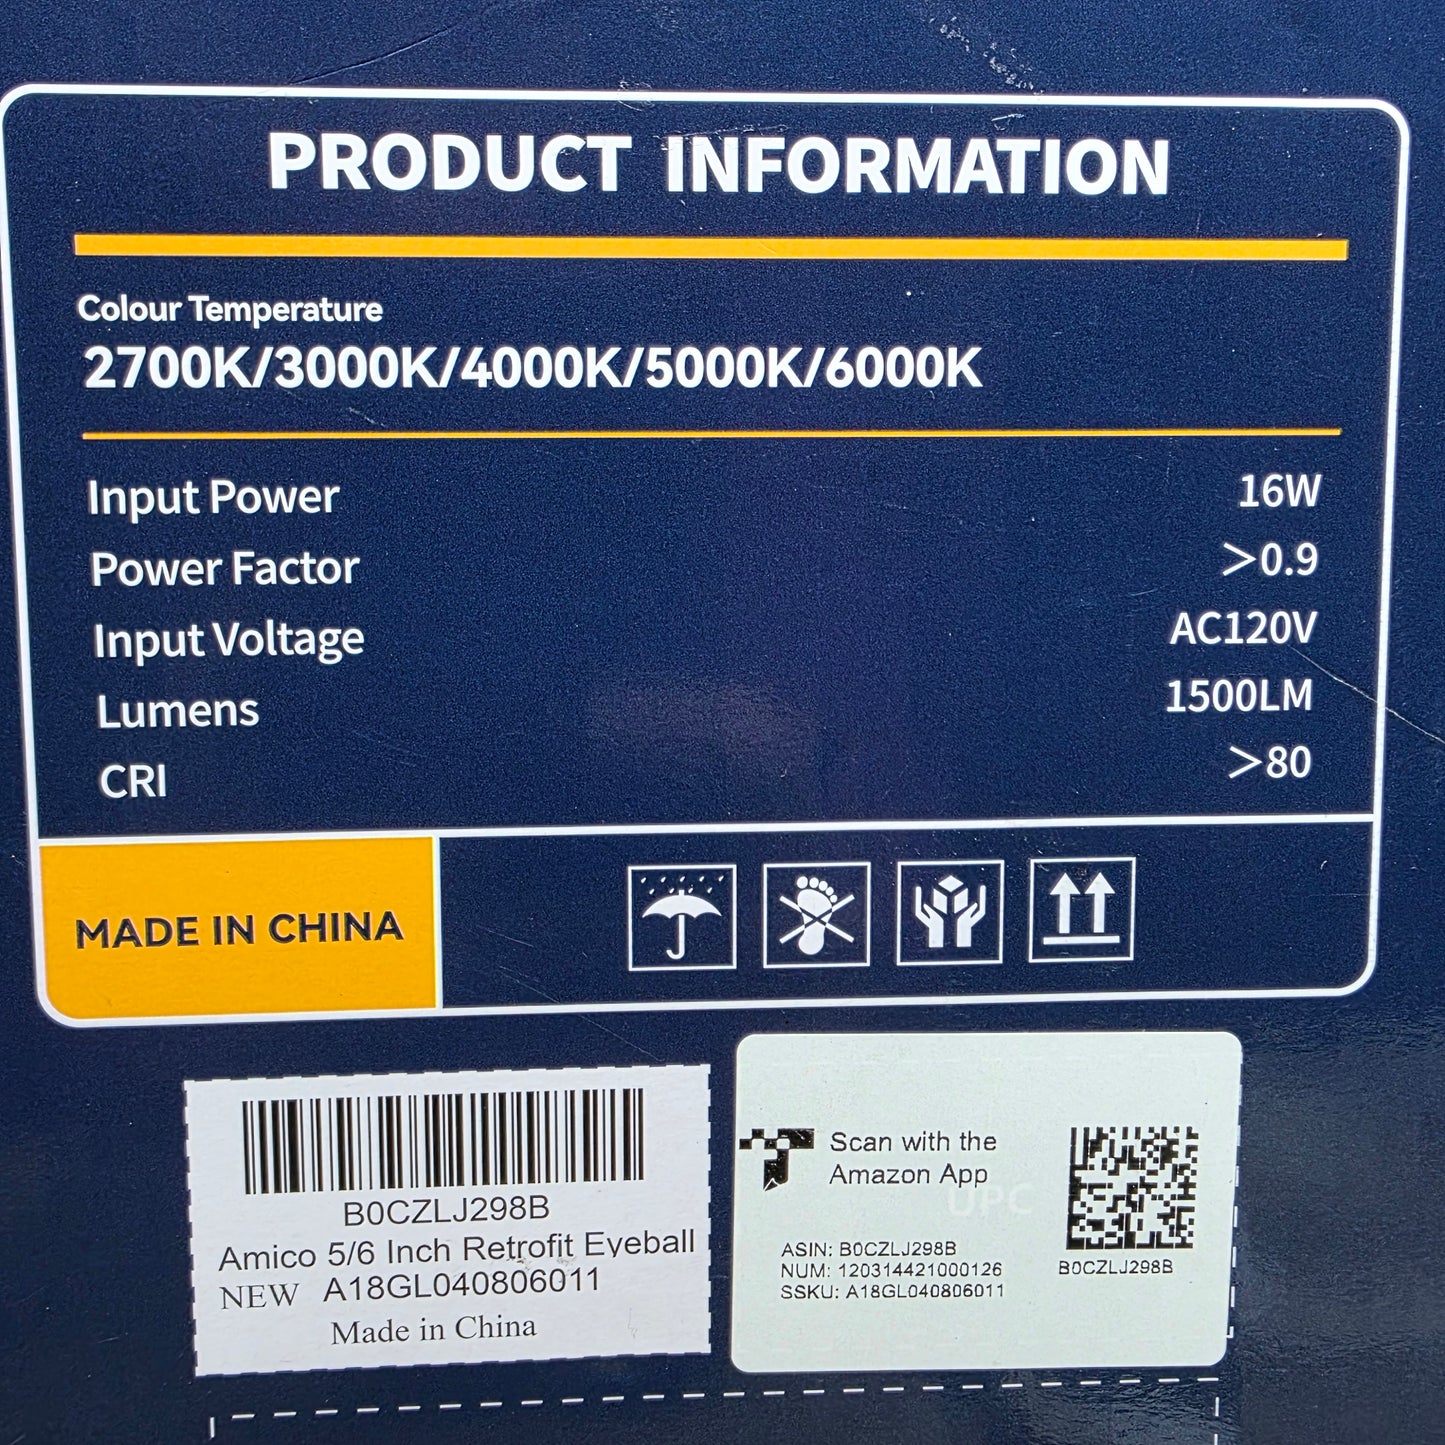 PRODUCT INFORMATION
Colour Temperature
2700K/3000K/4000K/5000K/6000K
Input Power 16W
Power Factor >0.9
Input Voltage AC120V
Lumens 1500LM
CRI >80
MADE IN CHINA
B0CZLJ298B
Amico 5/6 Inch Retrofit Eyeball
NEW A18GL040806011
Made in China
Scan with the
Amazon App
UPC
ASIN: B0CZLJ298B
NUM: 120314421000126
SSKU: A18GL040806011
B0CZLJ298B